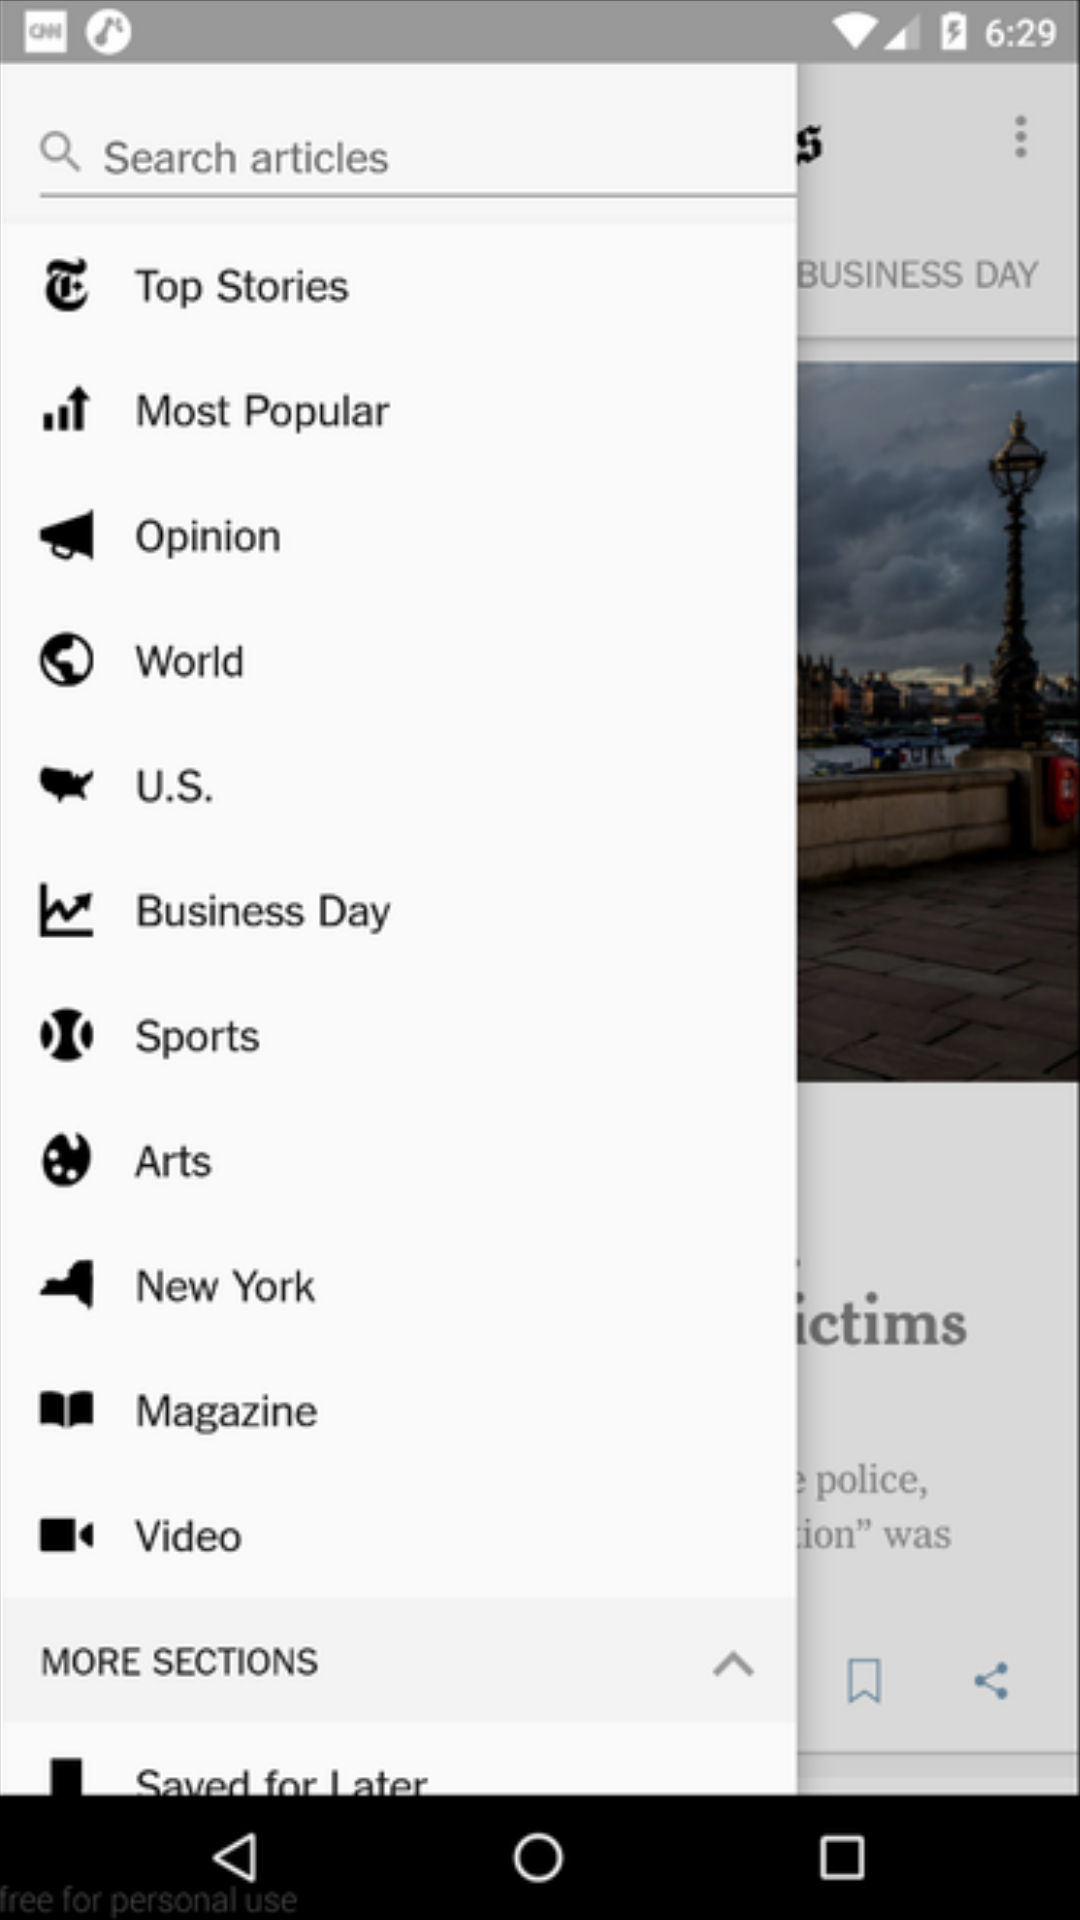 CNN
6:29
Search articles
s
BUSINESS DAY
Top Stories
Most Popular
Opinion
World
U.S.
Business Day
Sports
Arts
New York
ictims
Magazine
e police,
tion” was
Video
MORE SECTIONS
Saved for Later
free for personal use